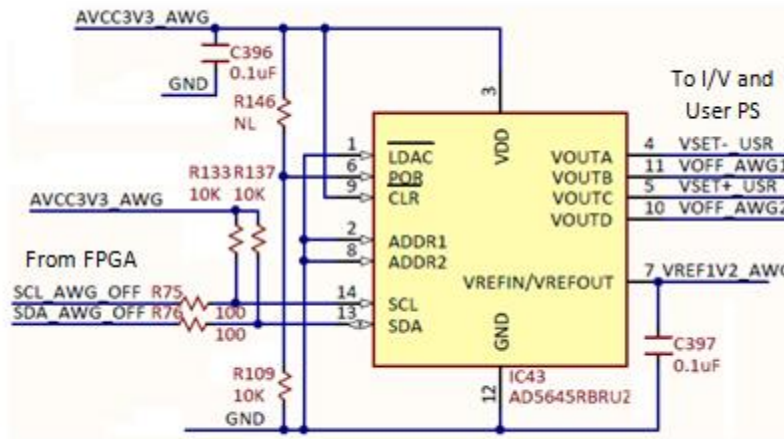 AVCC3V3_AWG
C396
0.1uF
GND
To I/V and
User PS
R146
NL
3
VDD
1 LDAC
6 POR
9 CLR
2 ADDR1
8 ADDR2
14 SCL
13 SDA
VOUTA 4 VSET-_USR
VOUTB 11 VOFF_AWG1
VOUTC 5 VSET+_USR
VOUTD 10 VOFF_AWG2
VREFIN/VREFOUT 7 VREF1V2_AWG
R133 R137
10K 10K
AVCC3V3_AWG
From FPGA
SCL_AWG_OFF R75
100
SDA_AWG_OFF R76
100
GND
12
IC43
AD5645RBRUZ
C397
0.1uF
R109
10K
GND